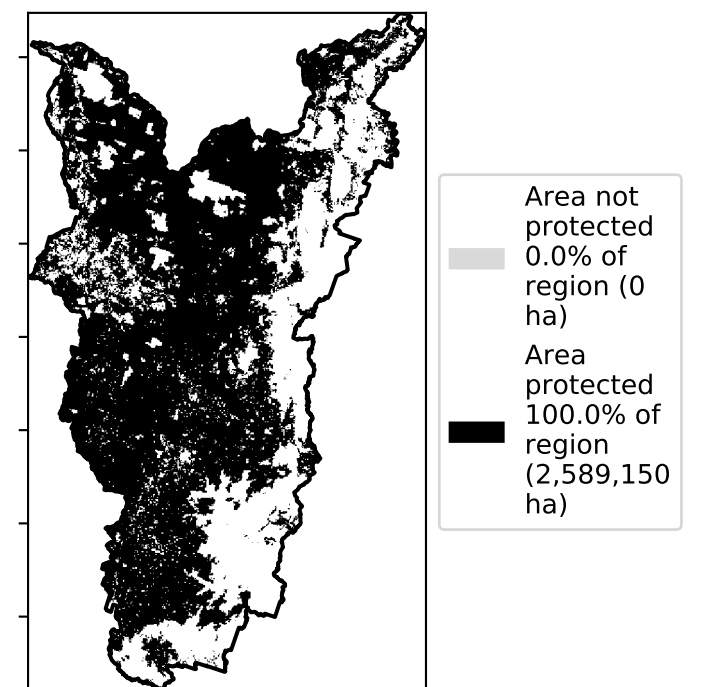 Area not
protected
0.0% of
region (0
ha)
Area
protected
100.0% of
region
(2,589,150
ha)